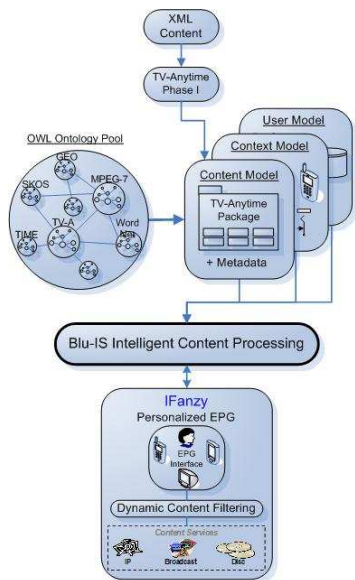 XML
Content
TV-Anytime
Phase I
OWL Ontology Pool
GEO
SKOS
MPEG-7
TV-A
TIME
Word
User Model
Context Model
Content Model
TV-Anytime
Package
+ Metadata
Blu-IS Intelligent Content Processing
IFanzy
Personalized EPG
EPG
Interface
Dynamic Content Filtering
Content Services
IP
Broadcast
Disc